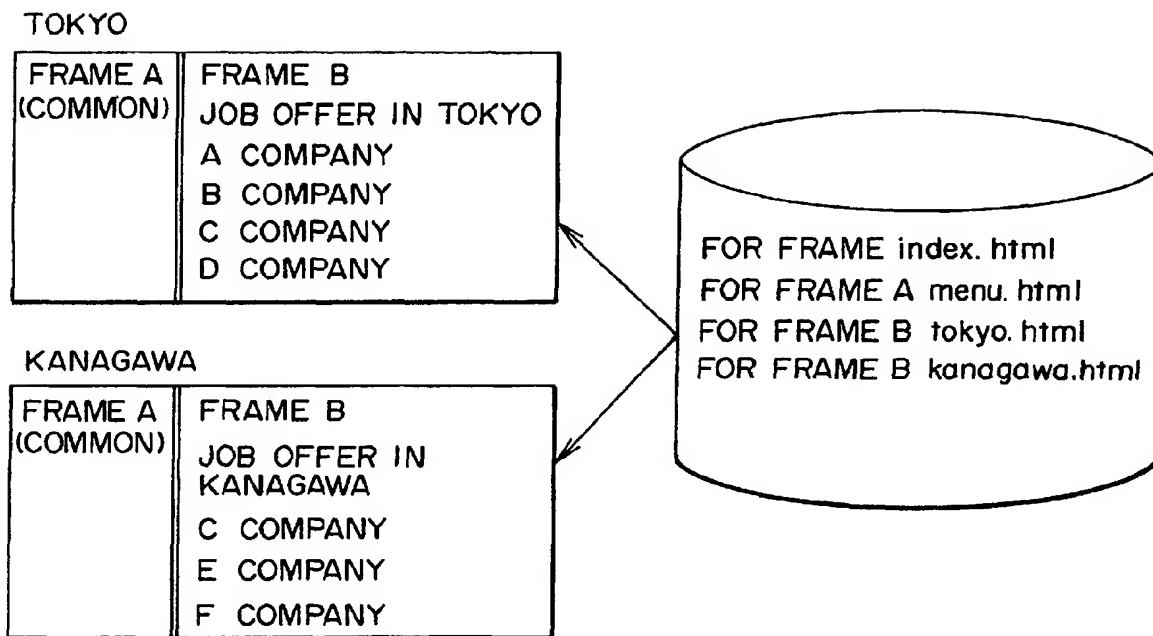 TOKYO
FRAME A
(COMMON)
FRAME B
JOB OFFER IN TOKYO
A COMPANY
B COMPANY
C COMPANY
D COMPANY
KANAGAWA
FRAME A
(COMMON)
FRAME B
JOB OFFER IN
KANAGAWA
C COMPANY
E COMPANY
F COMPANY
FOR FRAME index. html
FOR FRAME A menu. html
FOR FRAME B tokyo. html
FOR FRAME B kanagawa.html